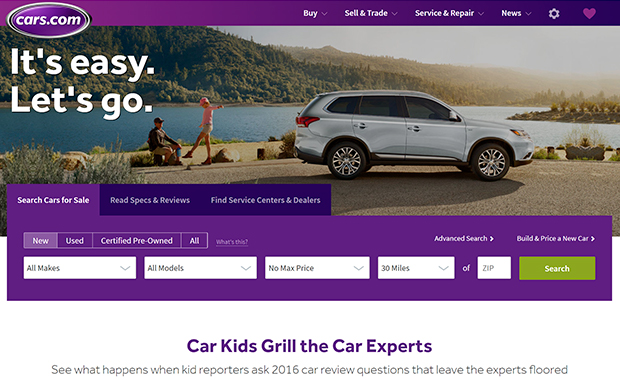 cars.com
Buy Sell & Trade Service & Repair News
It's easy.
Let's go.
Search Cars for Sale Read Specs & Reviews Find Service Centers & Dealers
New Used Certified Pre-Owned All What's this? Advanced Search Build & Price a New Car
All Makes All Models No Max Price 30 Miles of ZIP Search
Car Kids Grill the Car Experts
See what happens when kid reporters ask 2016 car review questions that leave the experts floored